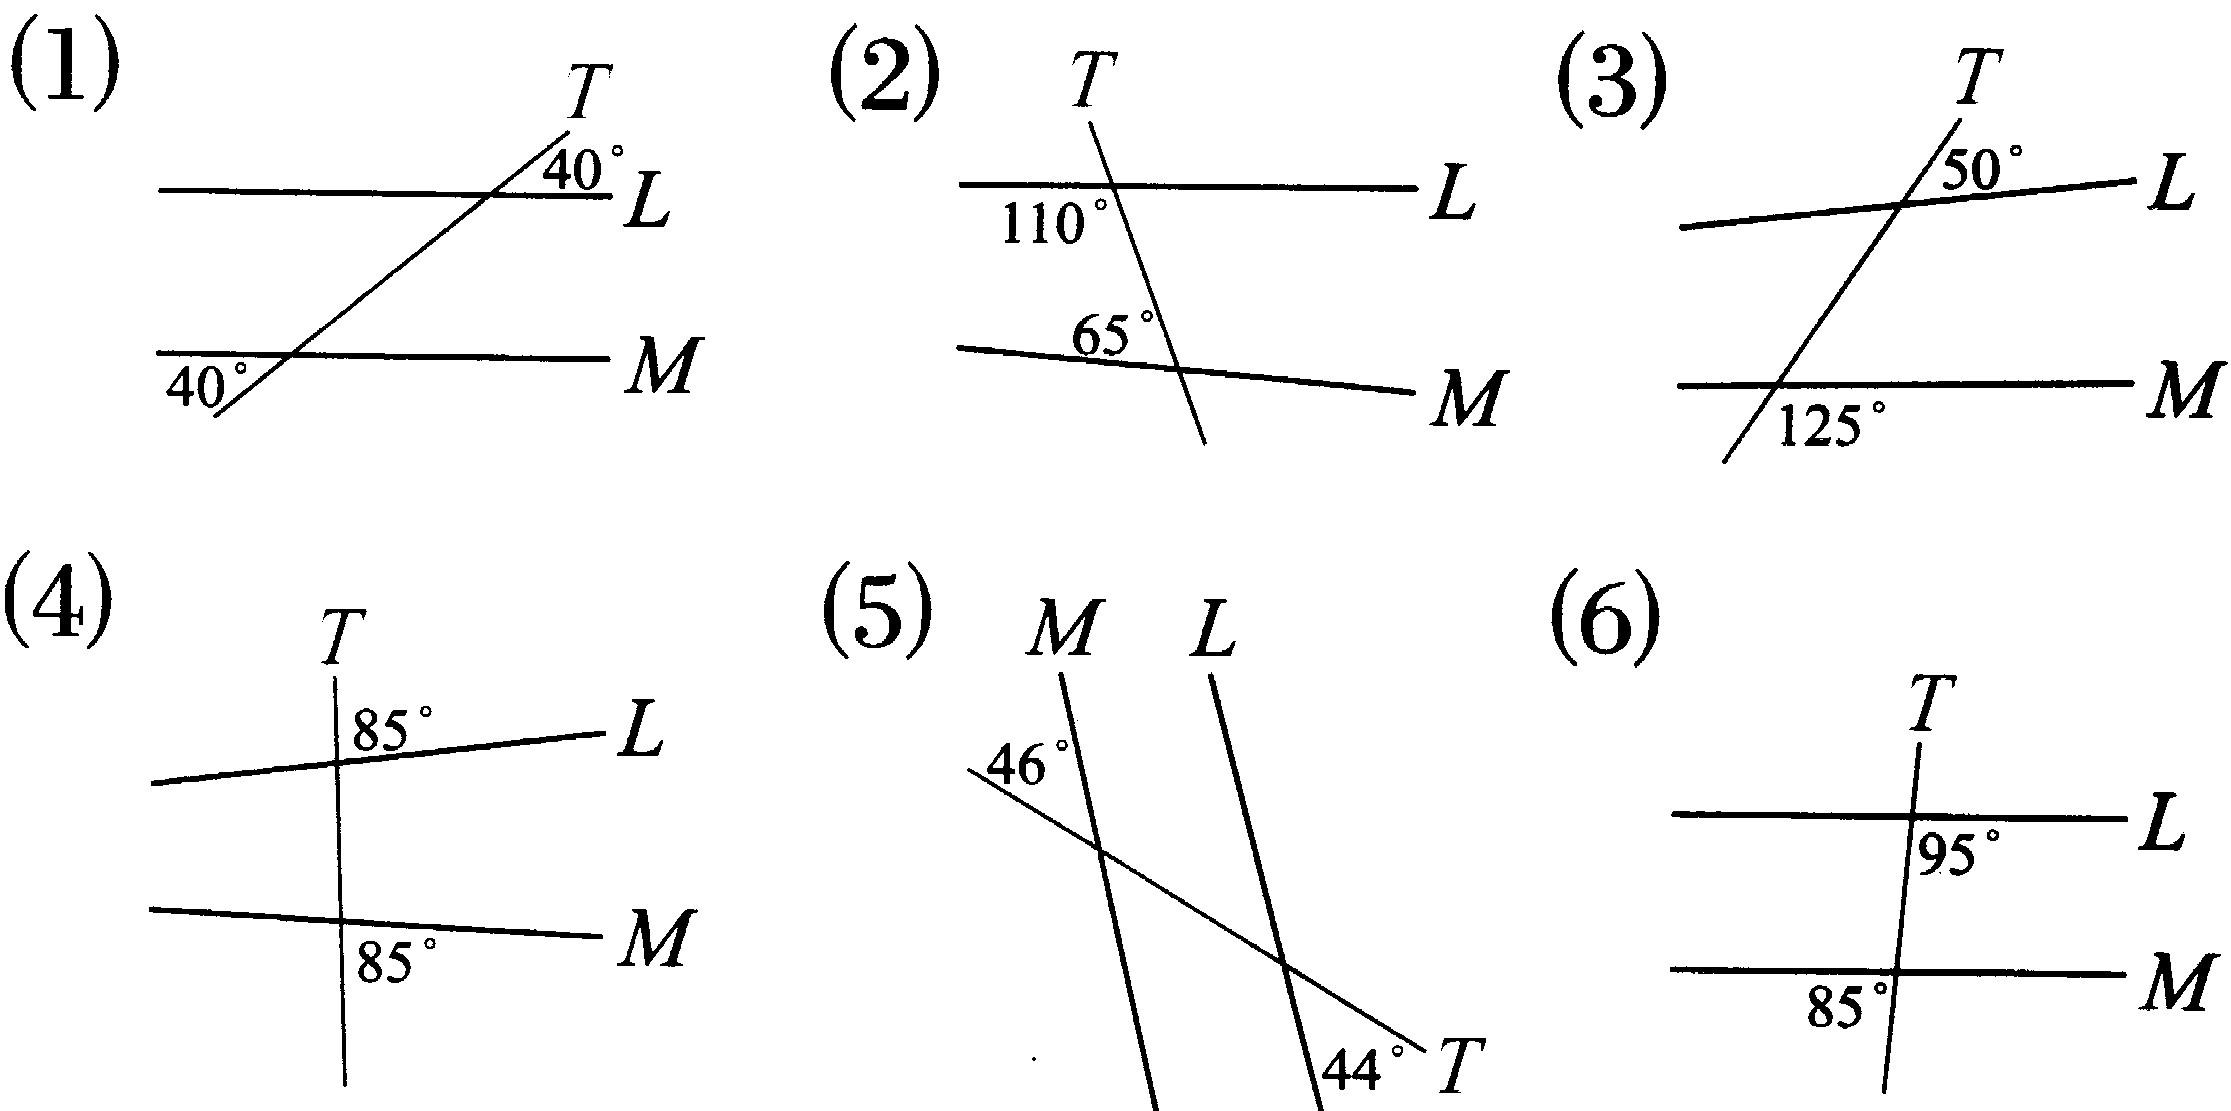 (1) (2) (3)
T T T
40° L 110° L 50° L
40° M 65° M 125° M
(4) (5) (6)
T M L T
85° L 46° 95° L
85° M 44° T 85° M